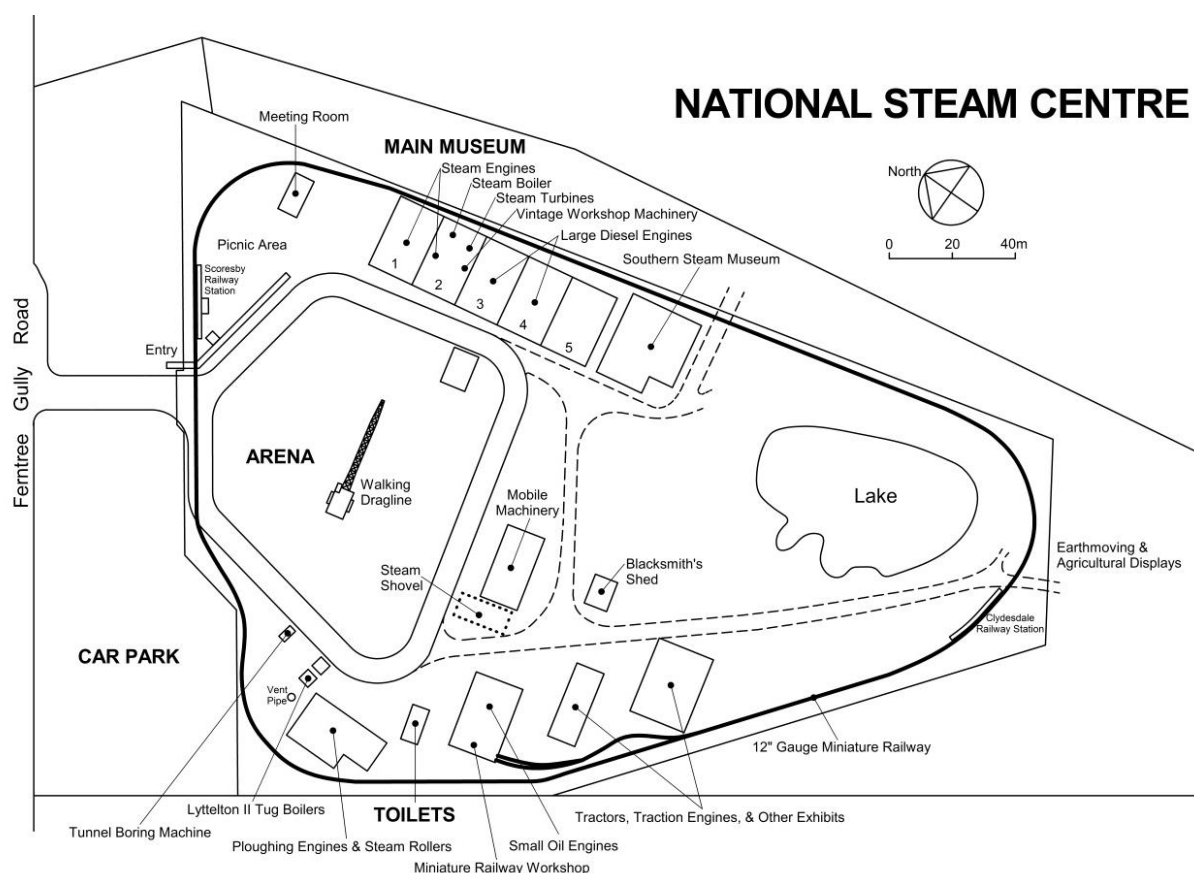 NATIONAL STEAM CENTRE
Meeting Room
MAIN MUSEUM
Steam Engines
Steam Boiler
Steam Turbines
Vintage Workshop Machinery
Large Diesel Engines
Southern Steam Museum
North
0 20 40m
Picnic Area
Scoresby
Railway
Station
1
2
3
4
5
Entry
Ferntree Gully Road
ARENA
Walking
Dragline
Mobile
Machinery
Steam
Shovel
Blacksmith's
Shed
Lake
Earthmoving &
Agricultural Displays
Clydesdale
Railway Station
CAR PARK
Vent
Pipe
12" Gauge Miniature Railway
Lyttelton II Tug Boilers
TOILETS
Tunnel Boring Machine
Ploughing Engines & Steam Rollers
Small Oil Engines
Tractors, Traction Engines, & Other Exhibits
Miniature Railway Workshop